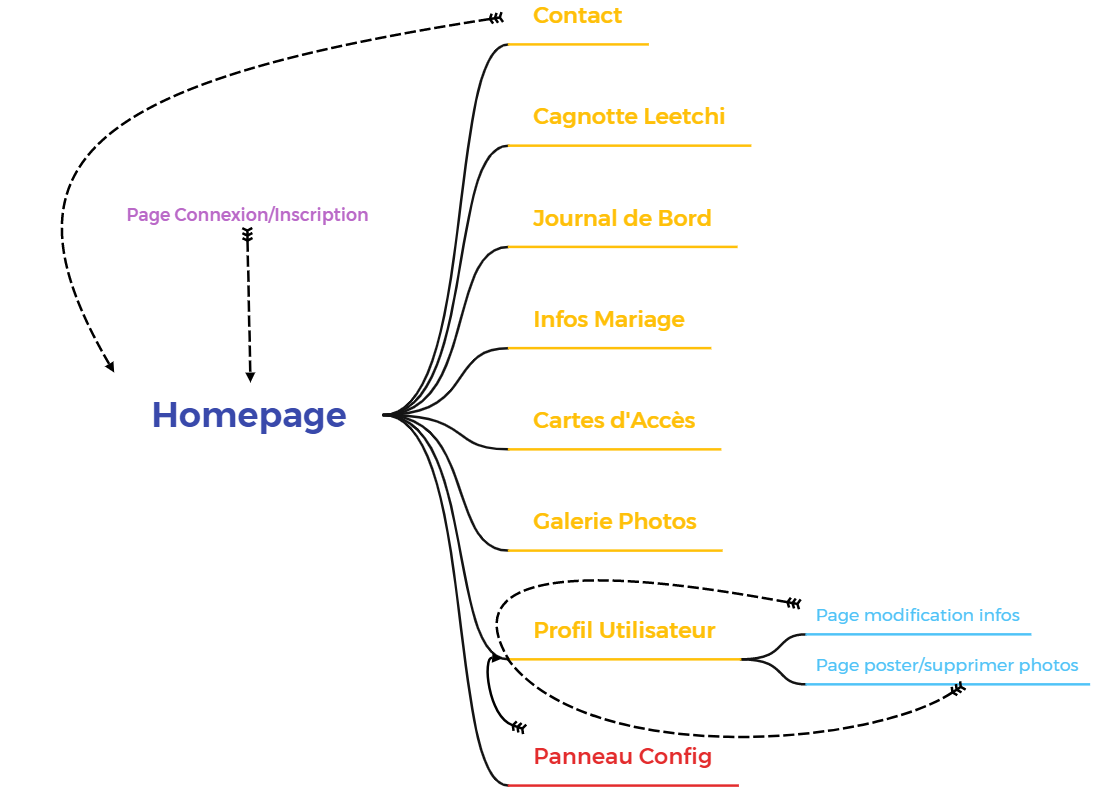 Contact
Cagnotte Leetchi
Page Connexion/Inscription
Journal de Bord
Infos Mariage
Homepage
Cartes d'Accès
Galerie Photos
Profil Utilisateur
Page modification infos
Page poster/supprimer photos
Panneau Config